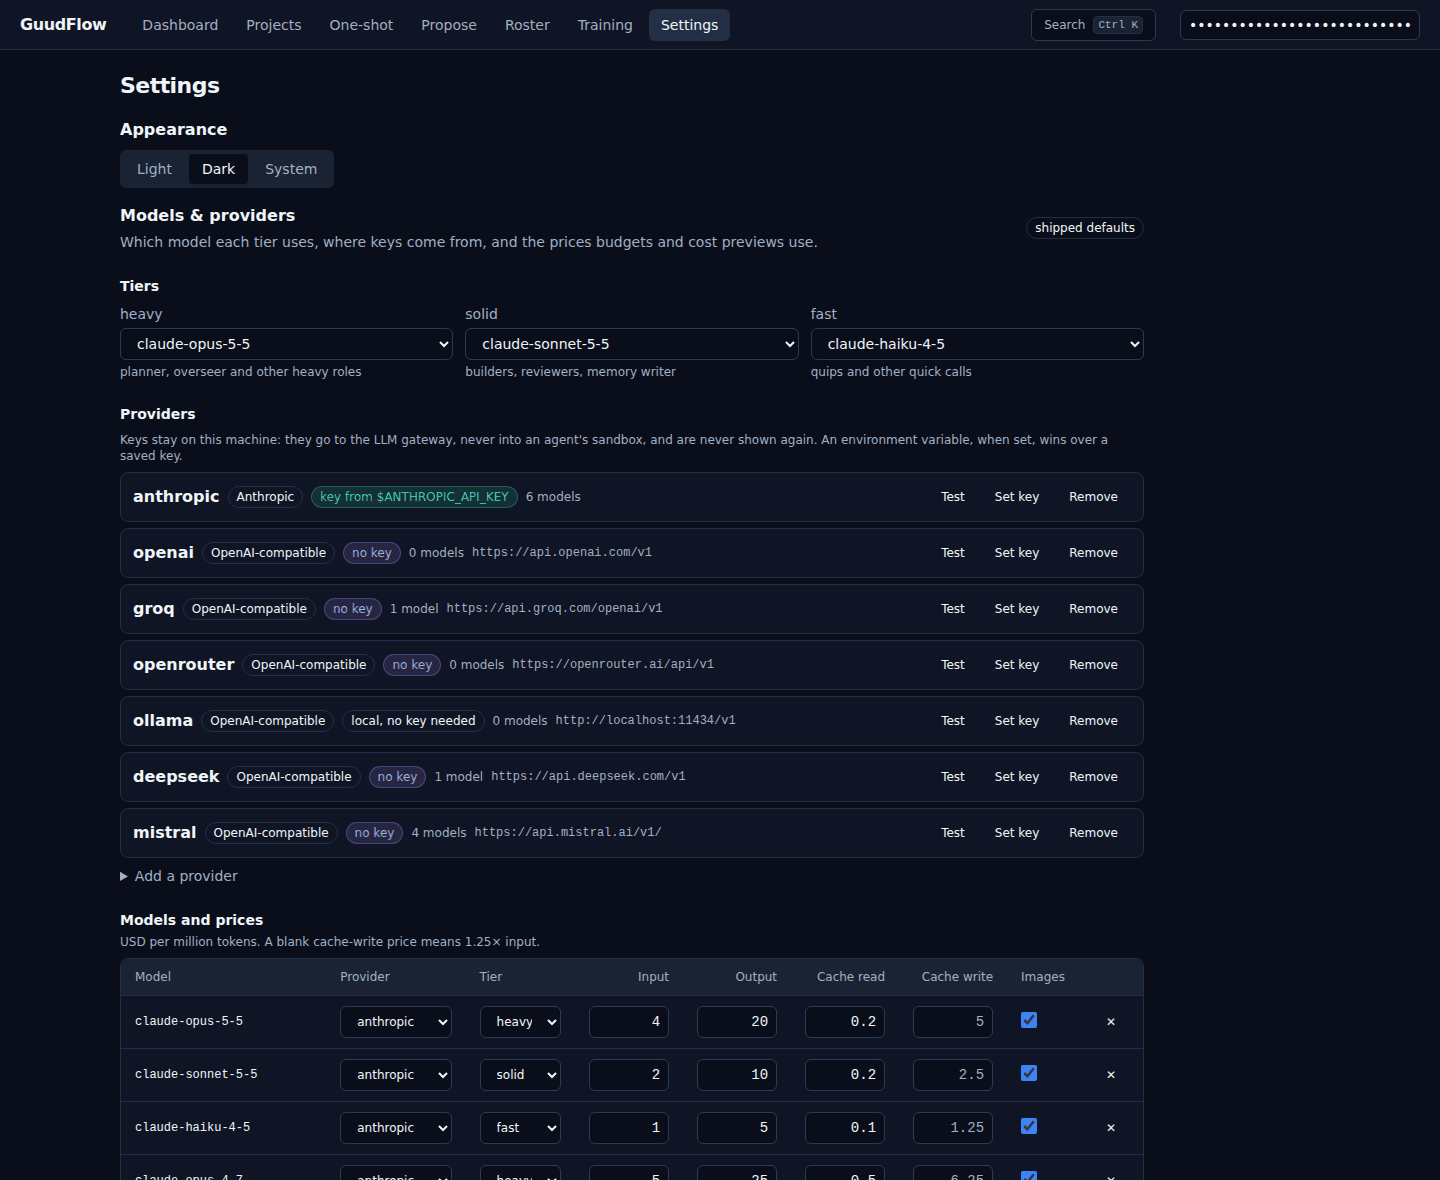 GuudFlow Dashboard Projects One-shot Propose Roster Training Settings Search Ctrl K ••••••••••••••••••••••••••
Settings
Appearance
Light Dark System
Models & providers
shipped defaults
Which model each tier uses, where keys come from, and the prices budgets and cost previews use.
Tiers
heavy solid fast
claude-opus-5-5 claude-sonnet-5-5 claude-haiku-4-5
planner, overseer and other heavy roles builders, reviewers, memory writer quips and other quick calls
Providers
Keys stay on this machine: they go to the LLM gateway, never into an agent's sandbox, and are never shown again. An environment variable, when set, wins over a
saved key.
anthropic Anthropic key from $ANTHROPIC_API_KEY 6 models Test Set key Remove
openai OpenAI-compatible no key 0 models https://api.openai.com/v1 Test Set key Remove
groq OpenAI-compatible no key 1 model https://api.groq.com/openai/v1 Test Set key Remove
openrouter OpenAI-compatible no key 0 models https://openrouter.ai/api/v1 Test Set key Remove
ollama OpenAI-compatible local, no key needed 0 models http://localhost:11434/v1 Test Set key Remove
deepseek OpenAI-compatible no key 1 model https://api.deepseek.com/v1 Test Set key Remove
mistral OpenAI-compatible no key 4 models https://api.mistral.ai/v1/ Test Set key Remove
▶ Add a provider
Models and prices
USD per million tokens. A blank cache-write price means 1.25× input.
Model Provider Tier Input Output Cache read Cache write Images
claude-opus-5-5 anthropic heavy 4 20 0.2 5 ×
claude-sonnet-5-5 anthropic solid 2 10 0.2 2.5 ×
claude-haiku-4-5 anthropic fast 1 5 0.1 1.25 ×
claude-opus-4-7 anthropic heavy 5 25 0.5 6.25 ×